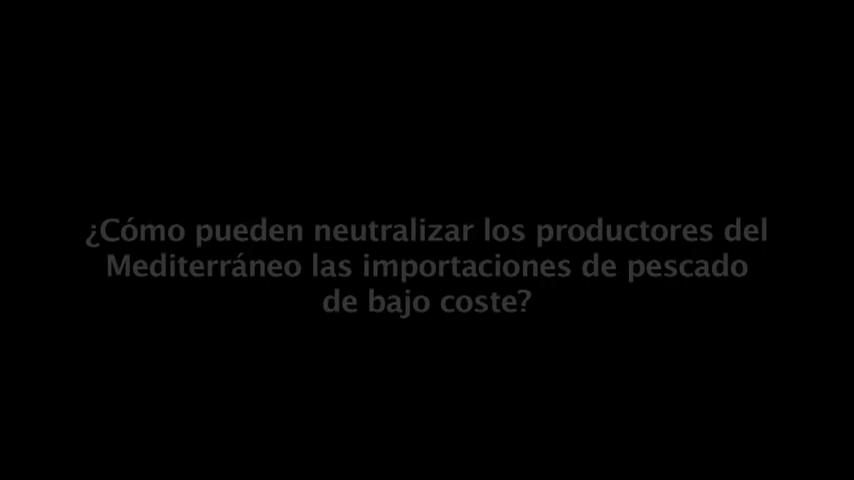 ¿Cómo pueden neutralizar los productores del
Mediterráneo las importaciones de pescado
de bajo coste?